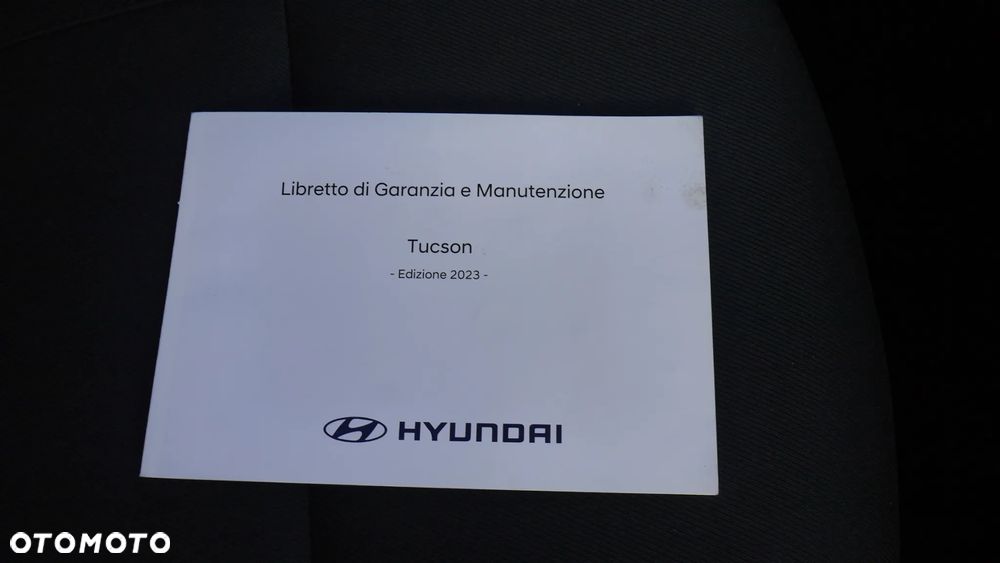 Libretto di Garanzia e Manutenzione
Tucson
- Edizione 2023 -
HYUNDAI
OTOMOTO